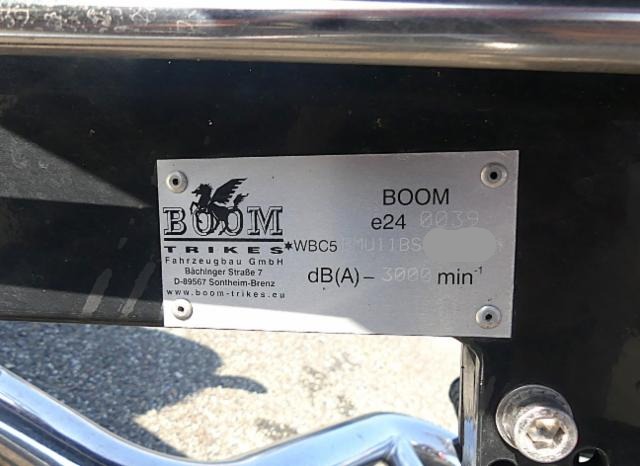 BOOM
TRIKES
Fahrzeugbau GmbH
Bächinger Straße 7
D-89567 Sontheim-Brenz
www.boom-trikes.eu
BOOM
e24 0039
*WBC5RMU11BS
dB(A) – 3000 min-1